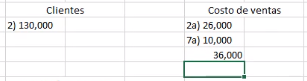 Clientes Costo de ventas
2) 130,000 2a) 26,000
7a) 10,000
36,000